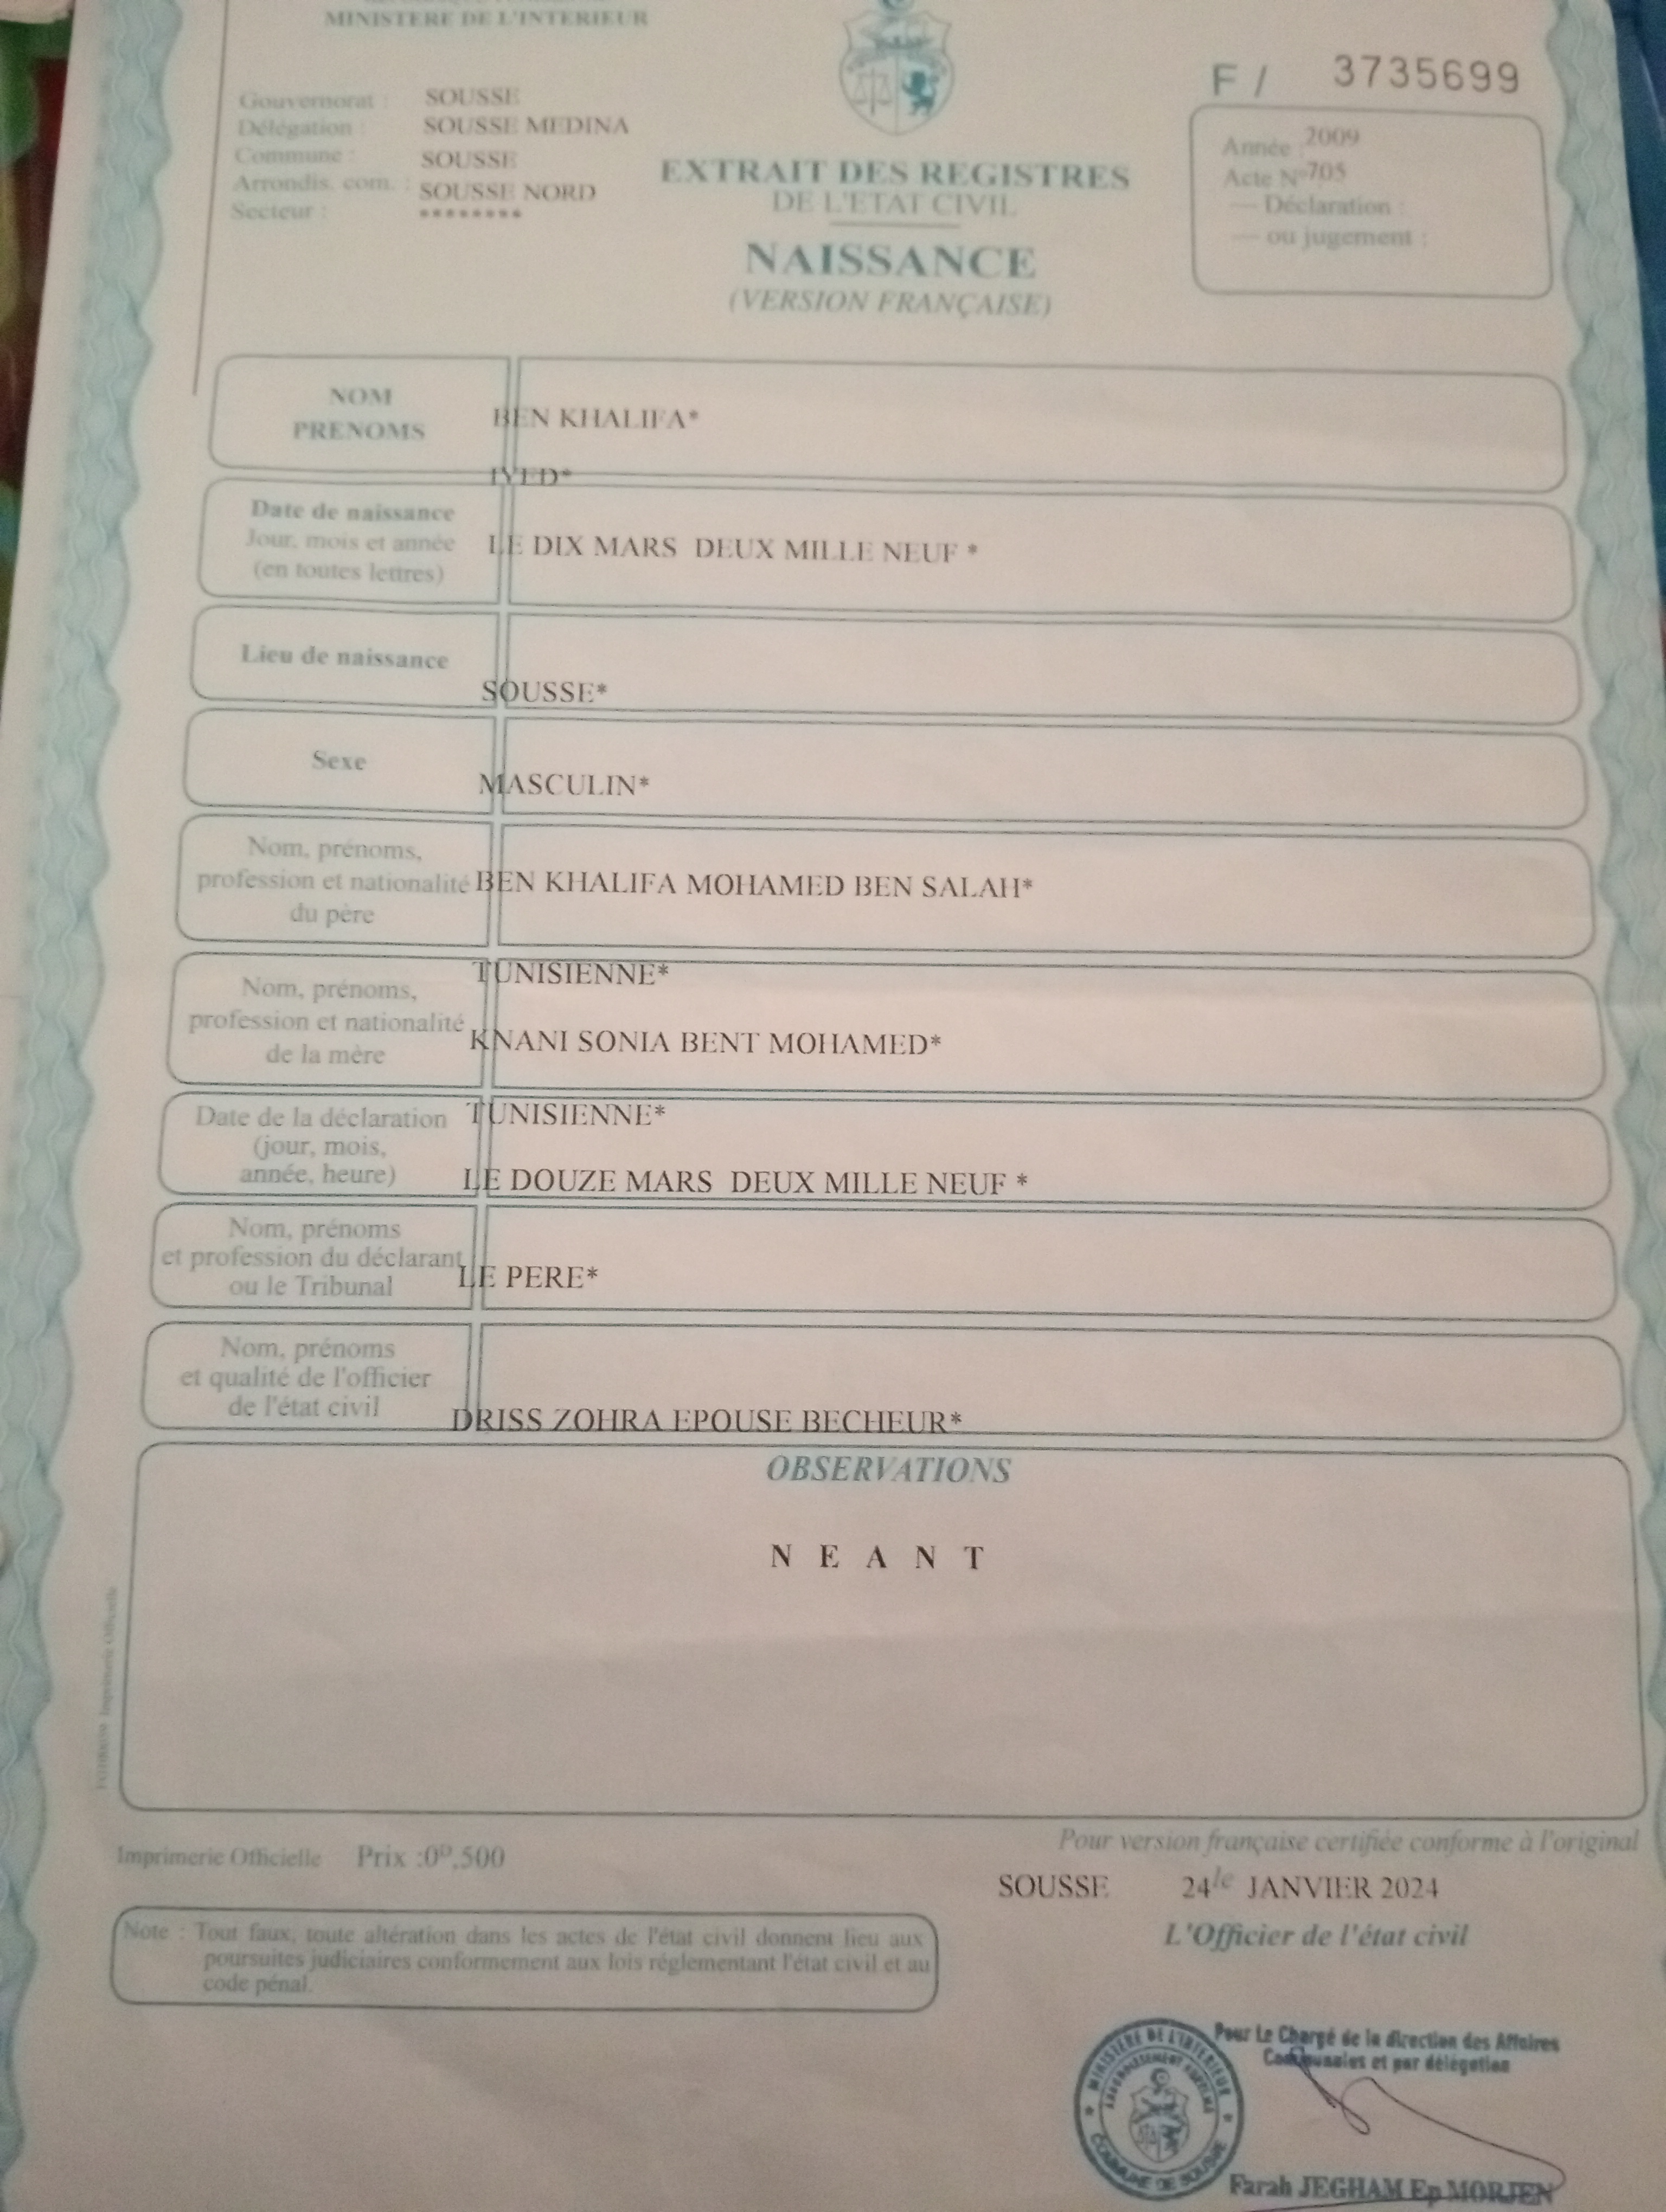 MINISTERE DE L'INTERIEUR
F / 3735699
Gouvernorat : SOUSSE
Délégation : SOUSSE MEDINA
Commune : SOUSSE
Arrondis. com. : SOUSSE NORD
Secteur : ********
EXTRAIT DES REGISTRES
DE L'ETAT CIVIL
NAISSANCE
(VERSION FRANÇAISE)
Année : 2009
Acte Nº 705
— Déclaration :
— ou jugement :
NOM
PRENOMS
BEN KHALIFA*
IYED*
Date de naissance
Jour, mois et année
(en toutes lettres)
LE DIX MARS DEUX MILLE NEUF *
Lieu de naissance
SOUSSE*
Sexe
MASCULIN*
Nom, prénoms,
profession et nationalité
du père
BEN KHALIFA MOHAMED BEN SALAH*
TUNISIENNE*
Nom, prénoms,
profession et nationalité
de la mère
KNANI SONIA BENT MOHAMED*
TUNISIENNE*
Date de la déclaration
(jour, mois,
année, heure)
LE DOUZE MARS DEUX MILLE NEUF *
Nom, prénoms
et profession du déclarant
ou le Tribunal
LE PERE*
Nom, prénoms
et qualité de l'officier
de l'état civil
DRISS ZOHRA EPOUSE BECHEUR*
OBSERVATIONS
N E A N T
Imprimerie Officielle Prix :0ᴰ,500
Pour version française certifiée conforme à l'original
SOUSSE 24 le JANVIER 2024
L'Officier de l'état civil
Note : Tout faux, toute altération dans les actes de l'état civil donnent lieu aux
poursuites judiciaires conformement aux lois réglementant l'état civil et au
code pénal.
Pour Le Chargé de la direction des Affaires
Communales et par délégation
MINISTERE DE L'INTERIEUR
COMMUNE DE SOUSSE
Farah JEGHAM Ep MORJEN